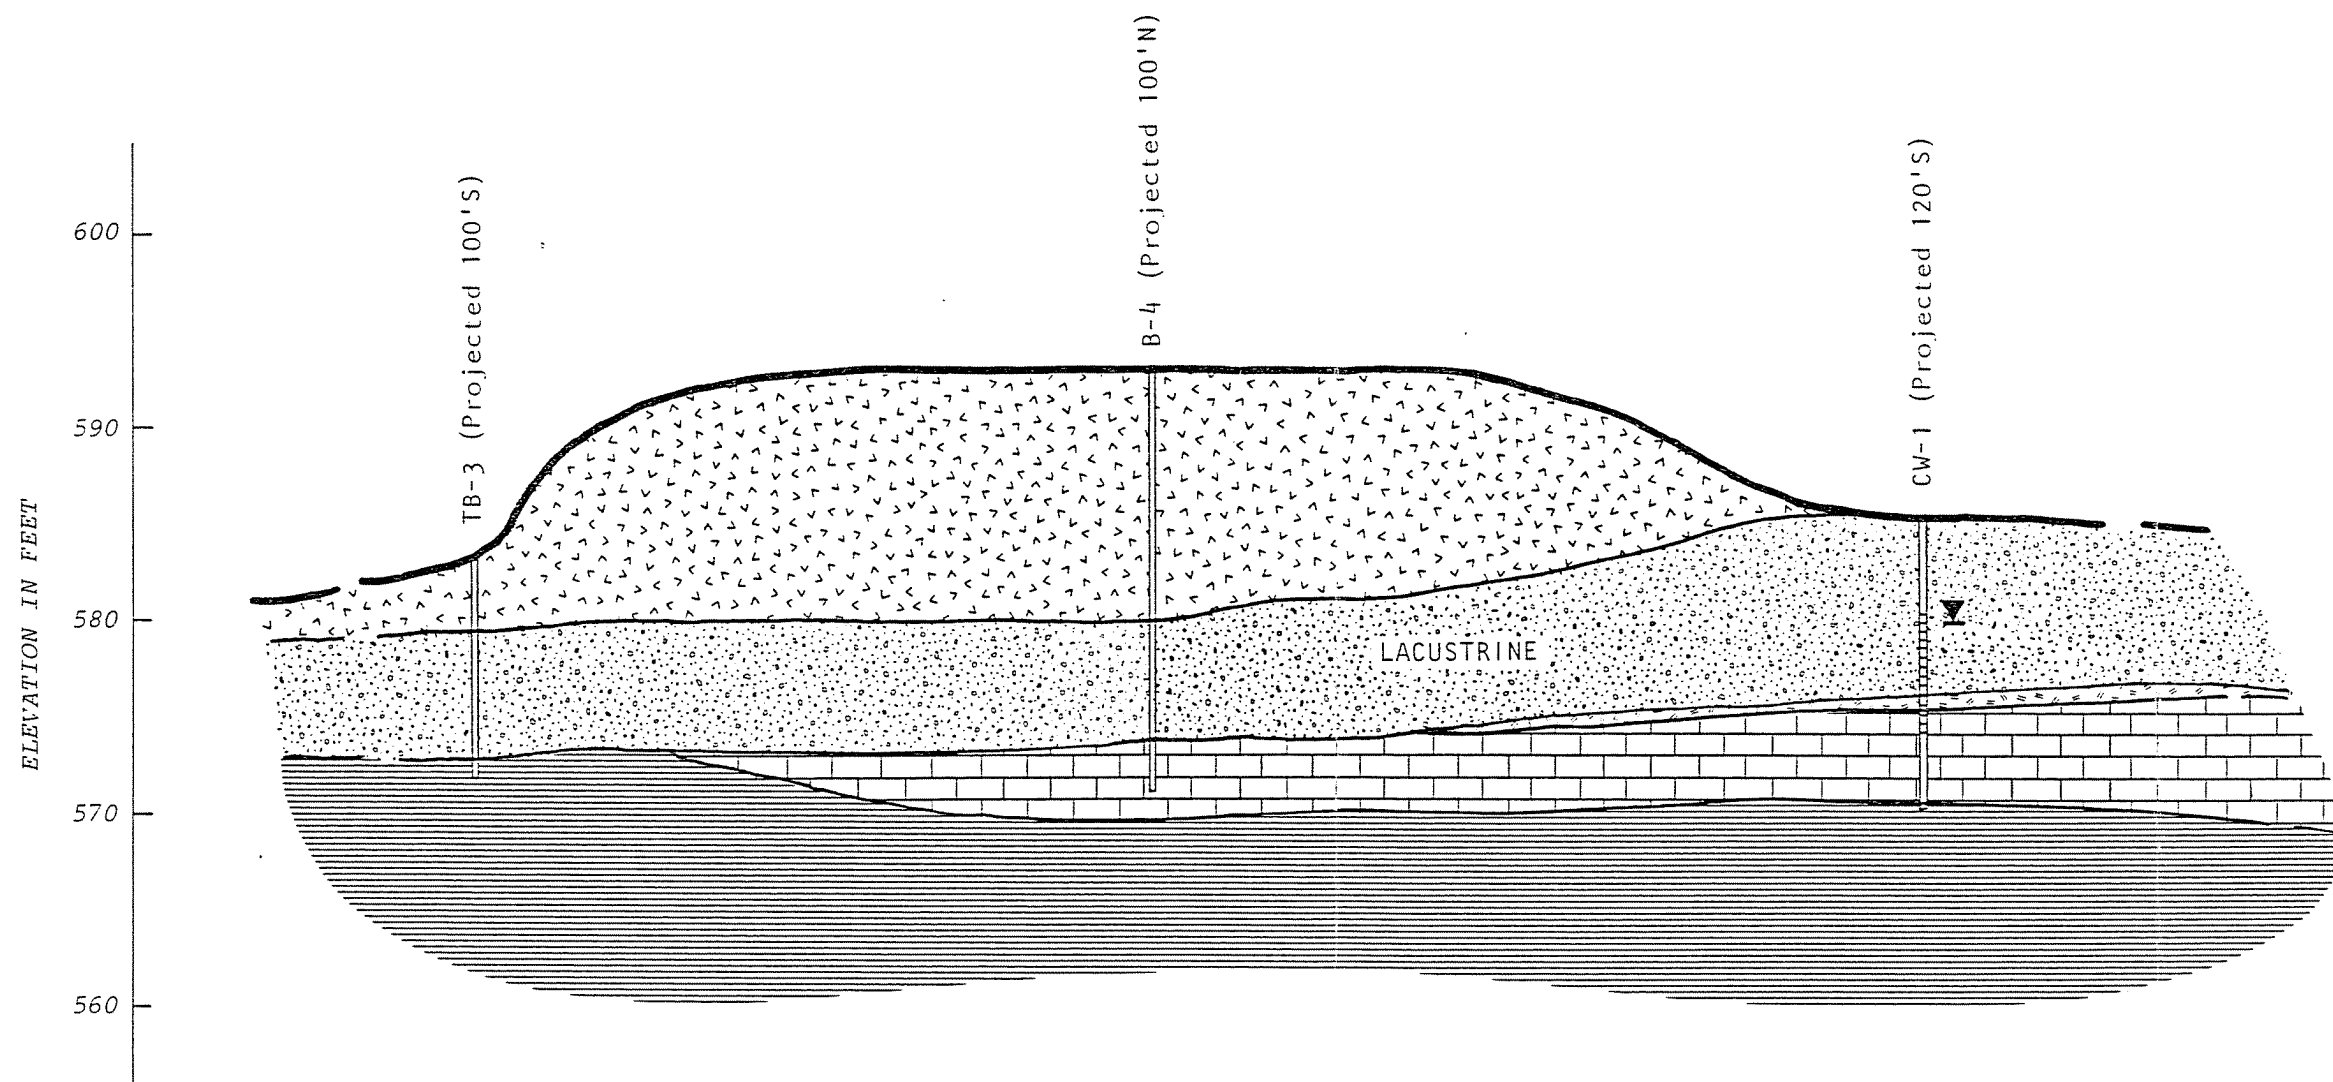 B-4 (Projected 100'N)
TB-3 (Projected 100'S)
CW-1 (Projected 120'S)
ELEVATION IN FEET
600
590
580
570
560
LACUSTRINE